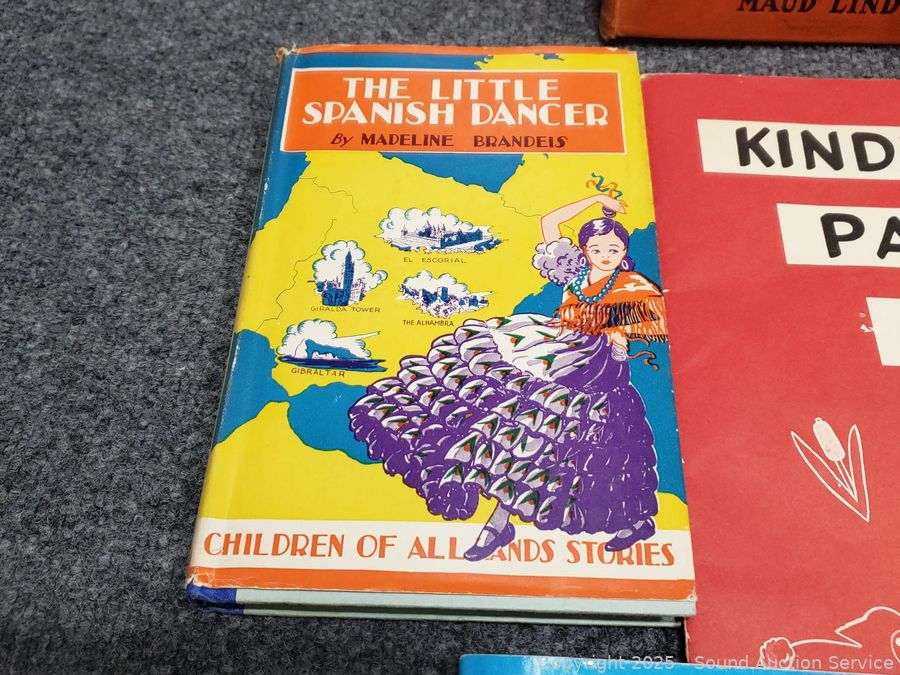 MAUD LIND
THE LITTLE
SPANISH DANCER
By MADELINE BRANDEIS
EL ESCORIAL
GIRALDA TOWER
THE ALHAMBRA
GIBRALTAR
CHILDREN OF ALL LANDS STORIES
KIND
PA
Copyright 2025 - Sound Auction Service